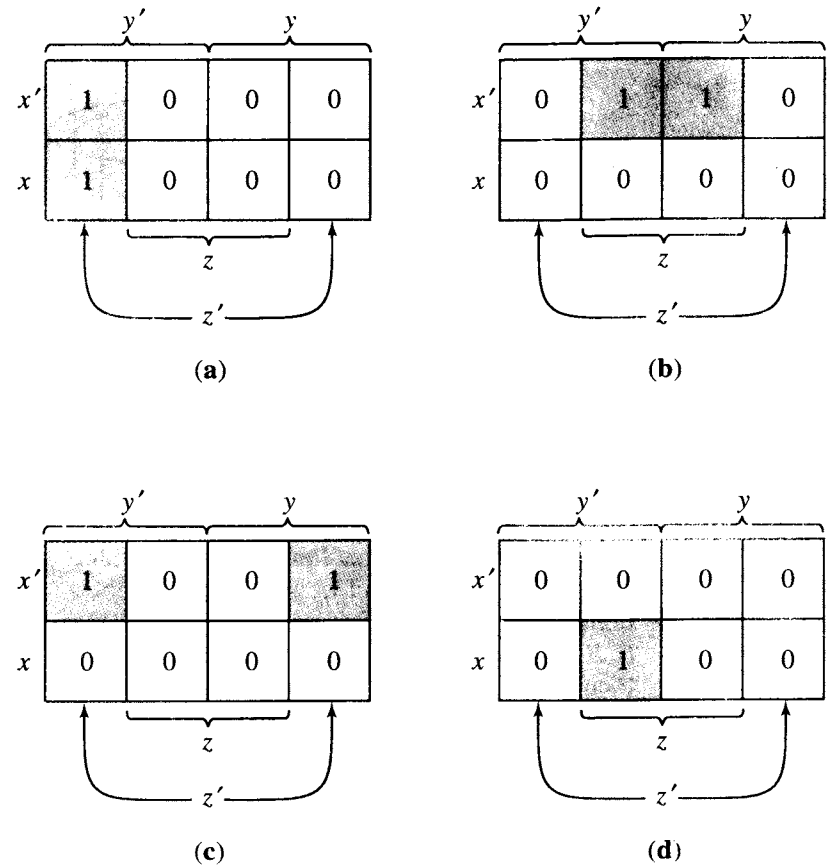 y′ y
x′ 1 0 0 0
x 1 0 0 0
z
z′
(a)
y′ y
x′ 0 1 1 0
x 0 0 0 0
z
z′
(b)
y′ y
x′ 1 0 0 1
x 0 0 0 0
z
z′
(c)
y′ y
x′ 0 0 0 0
x 0 1 0 0
z
z′
(d)